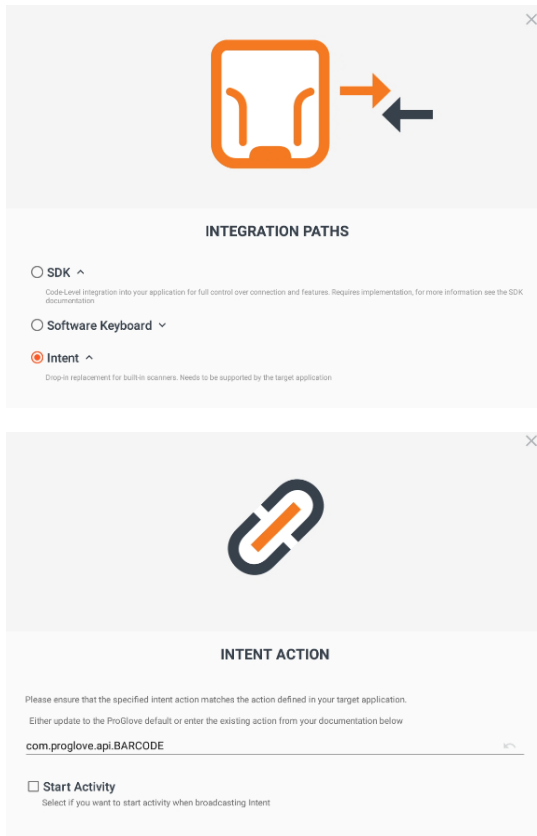 INTEGRATION PATHS
SDK
Code-Level integration into your application for full control over connection and features. Requires implementation, for more information see the SDK
documentation
Software Keyboard
Intent
Drop-in replacement for built-in scanners. Needs to be supported by the target application
INTENT ACTION
Please ensure that the specified intent action matches the action defined in your target application.
Either update to the ProGlove default or enter the existing action from your documentation below
com.proglove.api.BARCODE
Start Activity
Select if you want to start activity when broadcasting Intent